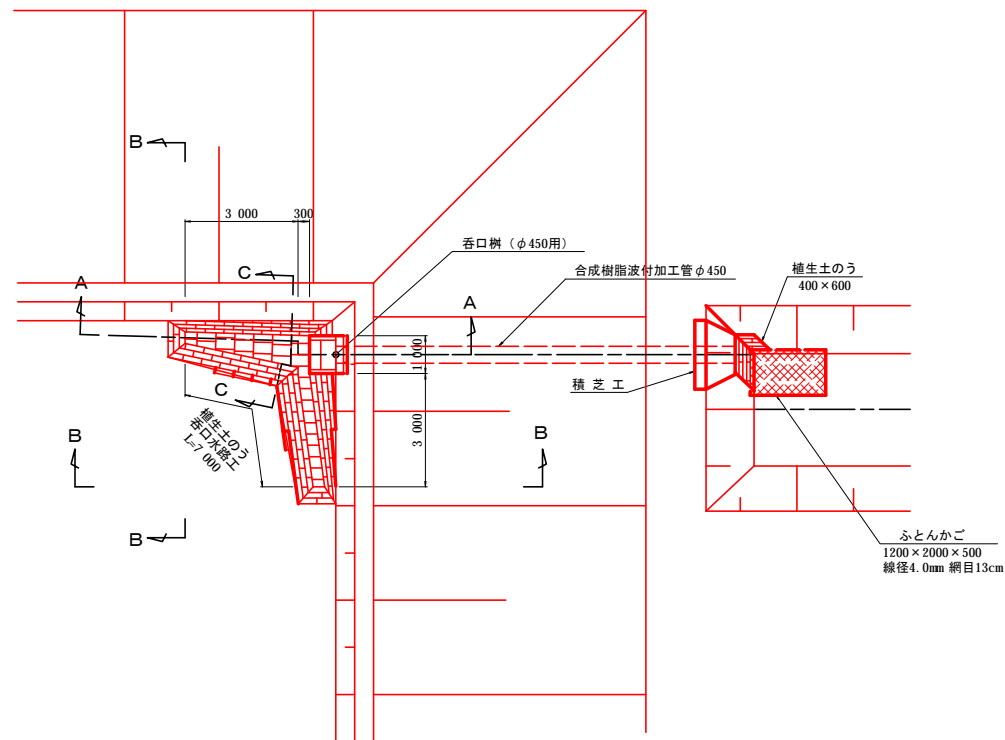 B
3 000
300
呑口桝（φ450用）
C
合成樹脂波付加工管φ450
植生土のう
400×600
A
A
1 000
積 芝 工
C
植生土のう
呑口水路工
L=7 000
3 000
B
B
B
ふとんかご
1200×2000×500
線径4.0mm 網目13cm